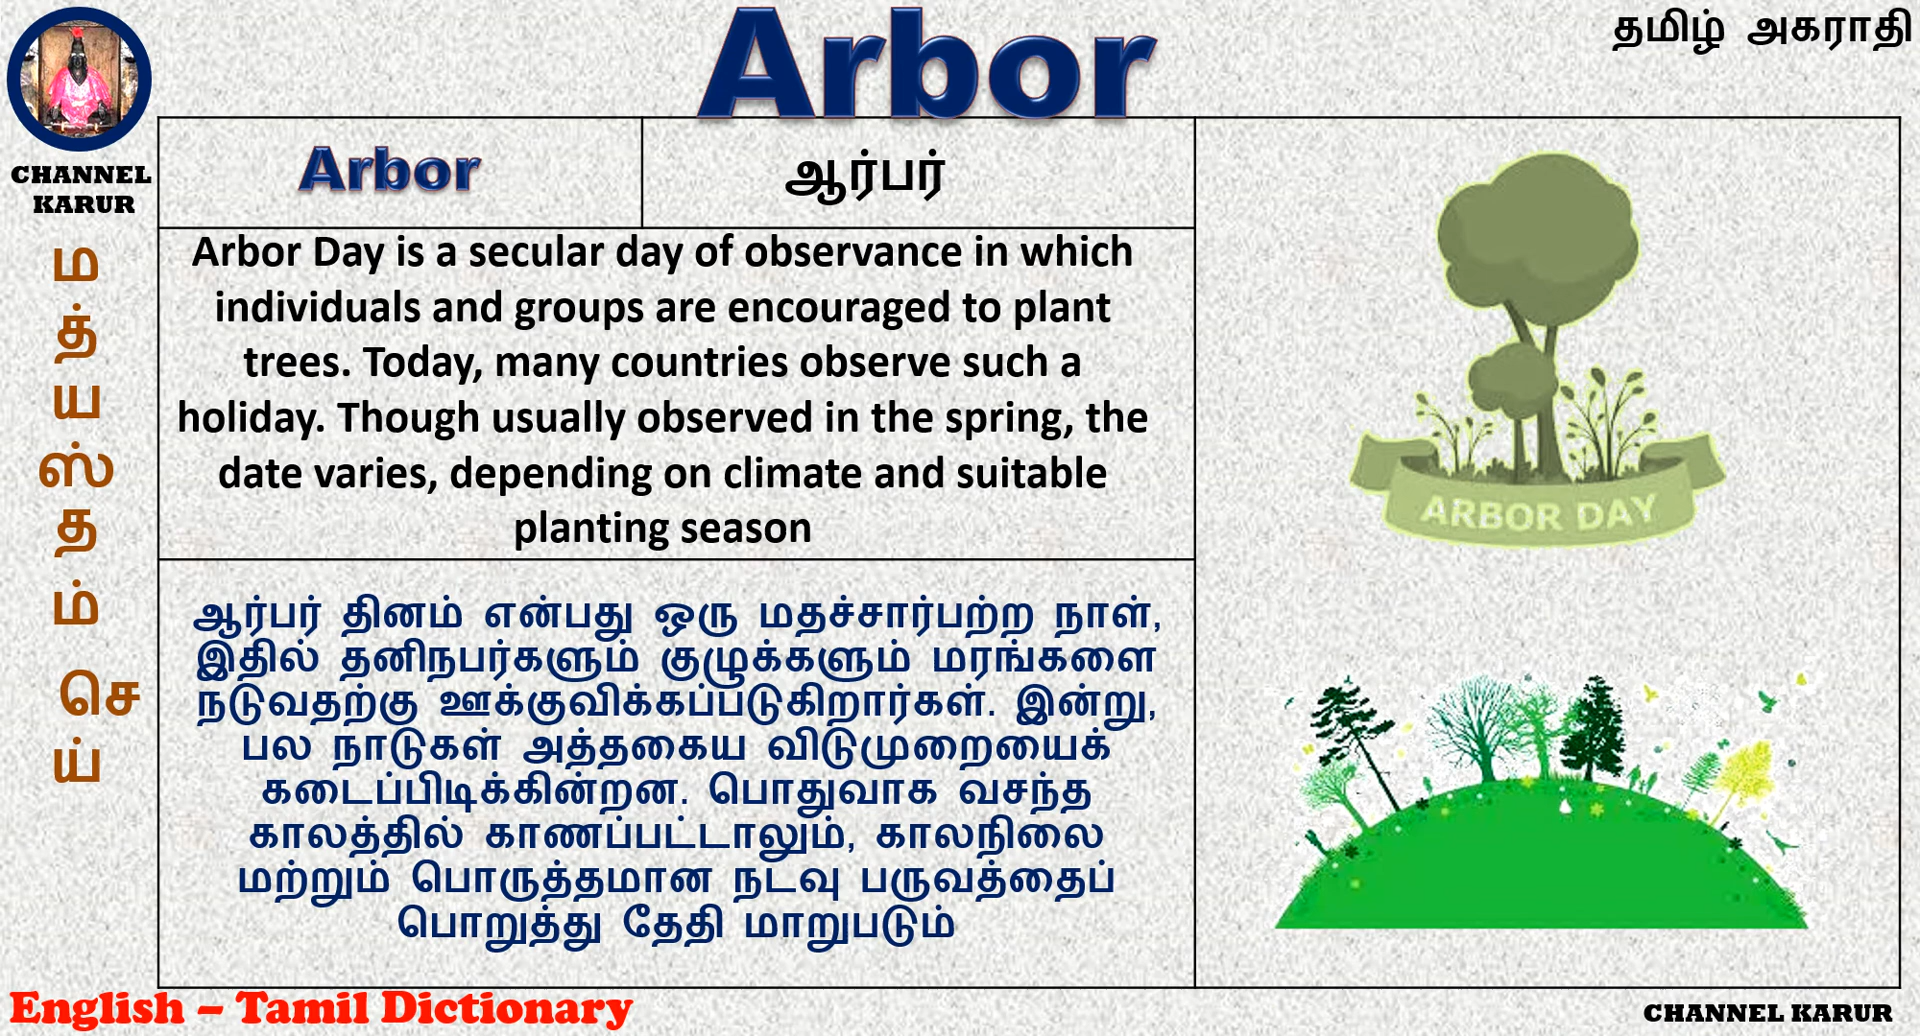 Arbor
தமிழ் அகராதி
CHANNEL
KARUR
Arbor
ஆர்பர்
Arbor Day is a secular day of observance in which
individuals and groups are encouraged to plant
trees. Today, many countries observe such a
holiday. Though usually observed in the spring, the
date varies, depending on climate and suitable
planting season
ஆர்பர் தினம் என்பது ஒரு மதச்சார்பற்ற நாள்,
இதில் தனிநபர்களும் குழுக்களும் மரங்களை
நடுவதற்கு ஊக்குவிக்கப்படுகிறார்கள். இன்று,
பல நாடுகள் அத்தகைய விடுமுறையைக்
கடைப்பிடிக்கின்றன. பொதுவாக வசந்த
காலத்தில் காணப்பட்டாலும், காலநிலை
மற்றும் பொருத்தமான நடவு பருவத்தைப்
பொறுத்து தேதி மாறுபடும்
ம
த்
ய
ஸ்
த
ம்
செ
ய்
ARBOR DAY
English – Tamil Dictionary
CHANNEL KARUR